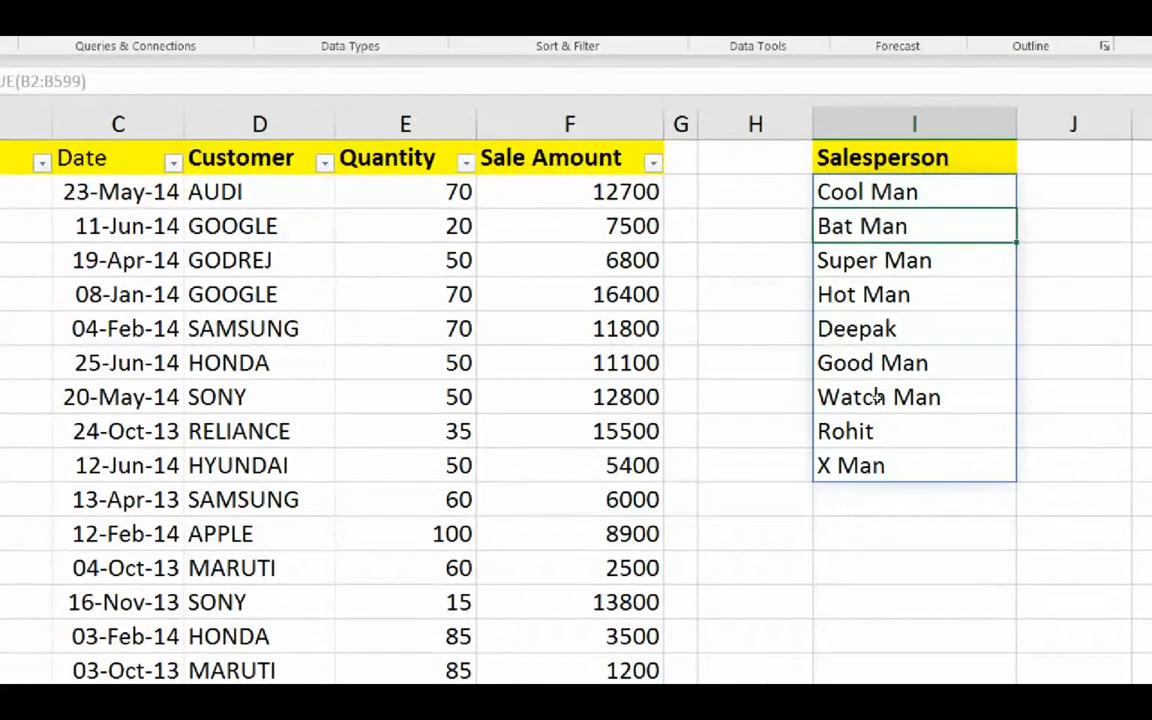 Queries & Connections Data Types Sort & Filter Data Tools Forecast Outline
UE(B2:B599)
C D E F G H I J
Date Customer Quantity Sale Amount Salesperson
23-May-14 AUDI 70 12700 Cool Man
11-Jun-14 GOOGLE 20 7500 Bat Man
19-Apr-14 GODREJ 50 6800 Super Man
08-Jan-14 GOOGLE 70 16400 Hot Man
04-Feb-14 SAMSUNG 70 11800 Deepak
25-Jun-14 HONDA 50 11100 Good Man
20-May-14 SONY 50 12800 Watch Man
24-Oct-13 RELIANCE 35 15500 Rohit
12-Jun-14 HYUNDAI 50 5400 X Man
13-Apr-13 SAMSUNG 60 6000
12-Feb-14 APPLE 100 8900
04-Oct-13 MARUTI 60 2500
16-Nov-13 SONY 15 13800
03-Feb-14 HONDA 85 3500
03-Oct-13 MARUTI 85 1200